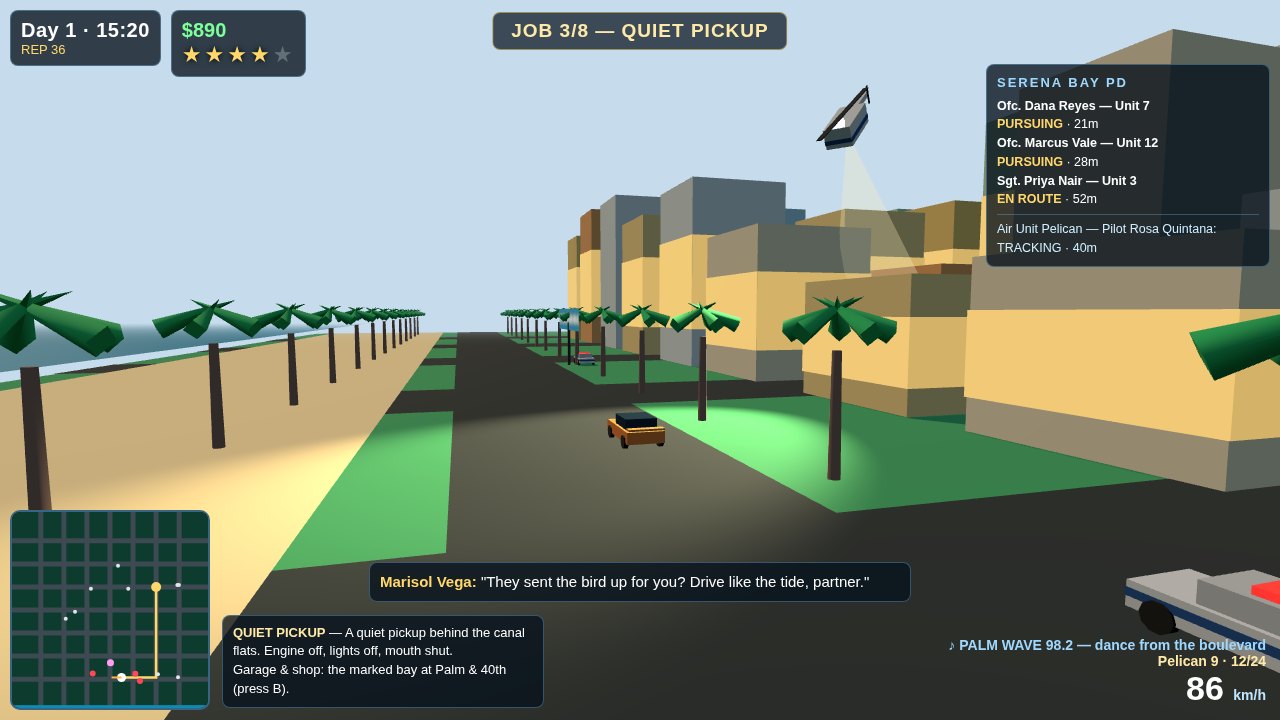 Day 1 · 15:20
REP 36
$890
★★★★★
JOB 3/8 — QUIET PICKUP
SERENA BAY PD
Ofc. Dana Reyes — Unit 7
PURSUING · 21m
Ofc. Marcus Vale — Unit 12
PURSUING · 28m
Sgt. Priya Nair — Unit 3
EN ROUTE · 52m
Air Unit Pelican — Pilot Rosa Quintana:
TRACKING · 40m
Marisol Vega: "They sent the bird up for you? Drive like the tide, partner."
QUIET PICKUP — A quiet pickup behind the canal
flats. Engine off, lights off, mouth shut.
Garage & shop: the marked bay at Palm & 40th
(press B).
♪ PALM WAVE 98.2 — dance from the boulevard
Pelican 9 · 12/24
86 km/h